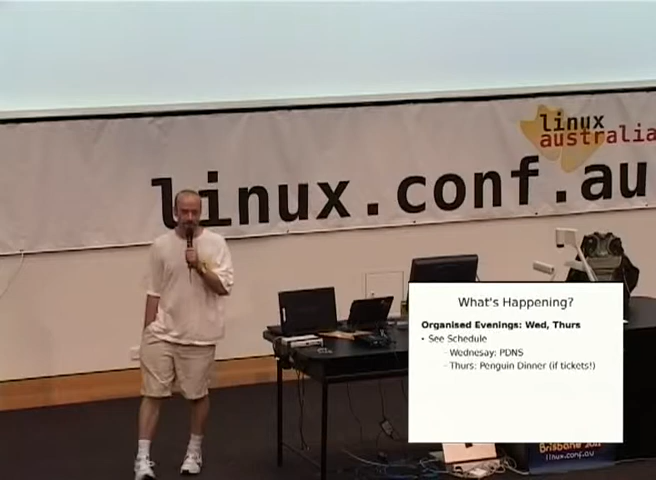 linux
australia
linux.conf.au
What's Happening?
Organised Evenings: Wed, Thurs
• See Schedule
- Wednesay: PDNS
- Thurs: Penguin Dinner (if tickets!)
Brisbane 2011
linux.conf.au